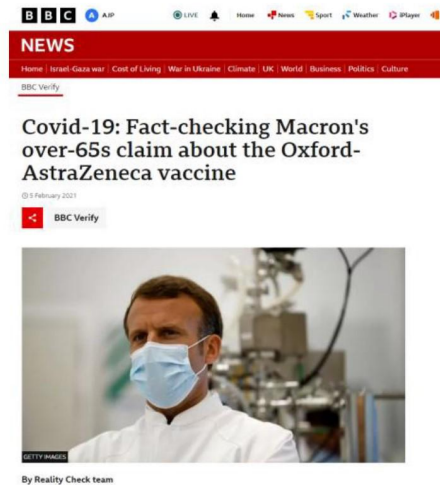 BBC
A AJP
LIVE Home News Sport Weather iPlayer
NEWS
Home | Israel-Gaza war | Cost of Living | War in Ukraine | Climate | UK | World | Business | Politics | Culture
BBC Verify
Covid-19: Fact-checking Macron's
over-65s claim about the Oxford-
AstraZeneca vaccine
5 February 2021
BBC Verify
GETTY IMAGES
By Reality Check team